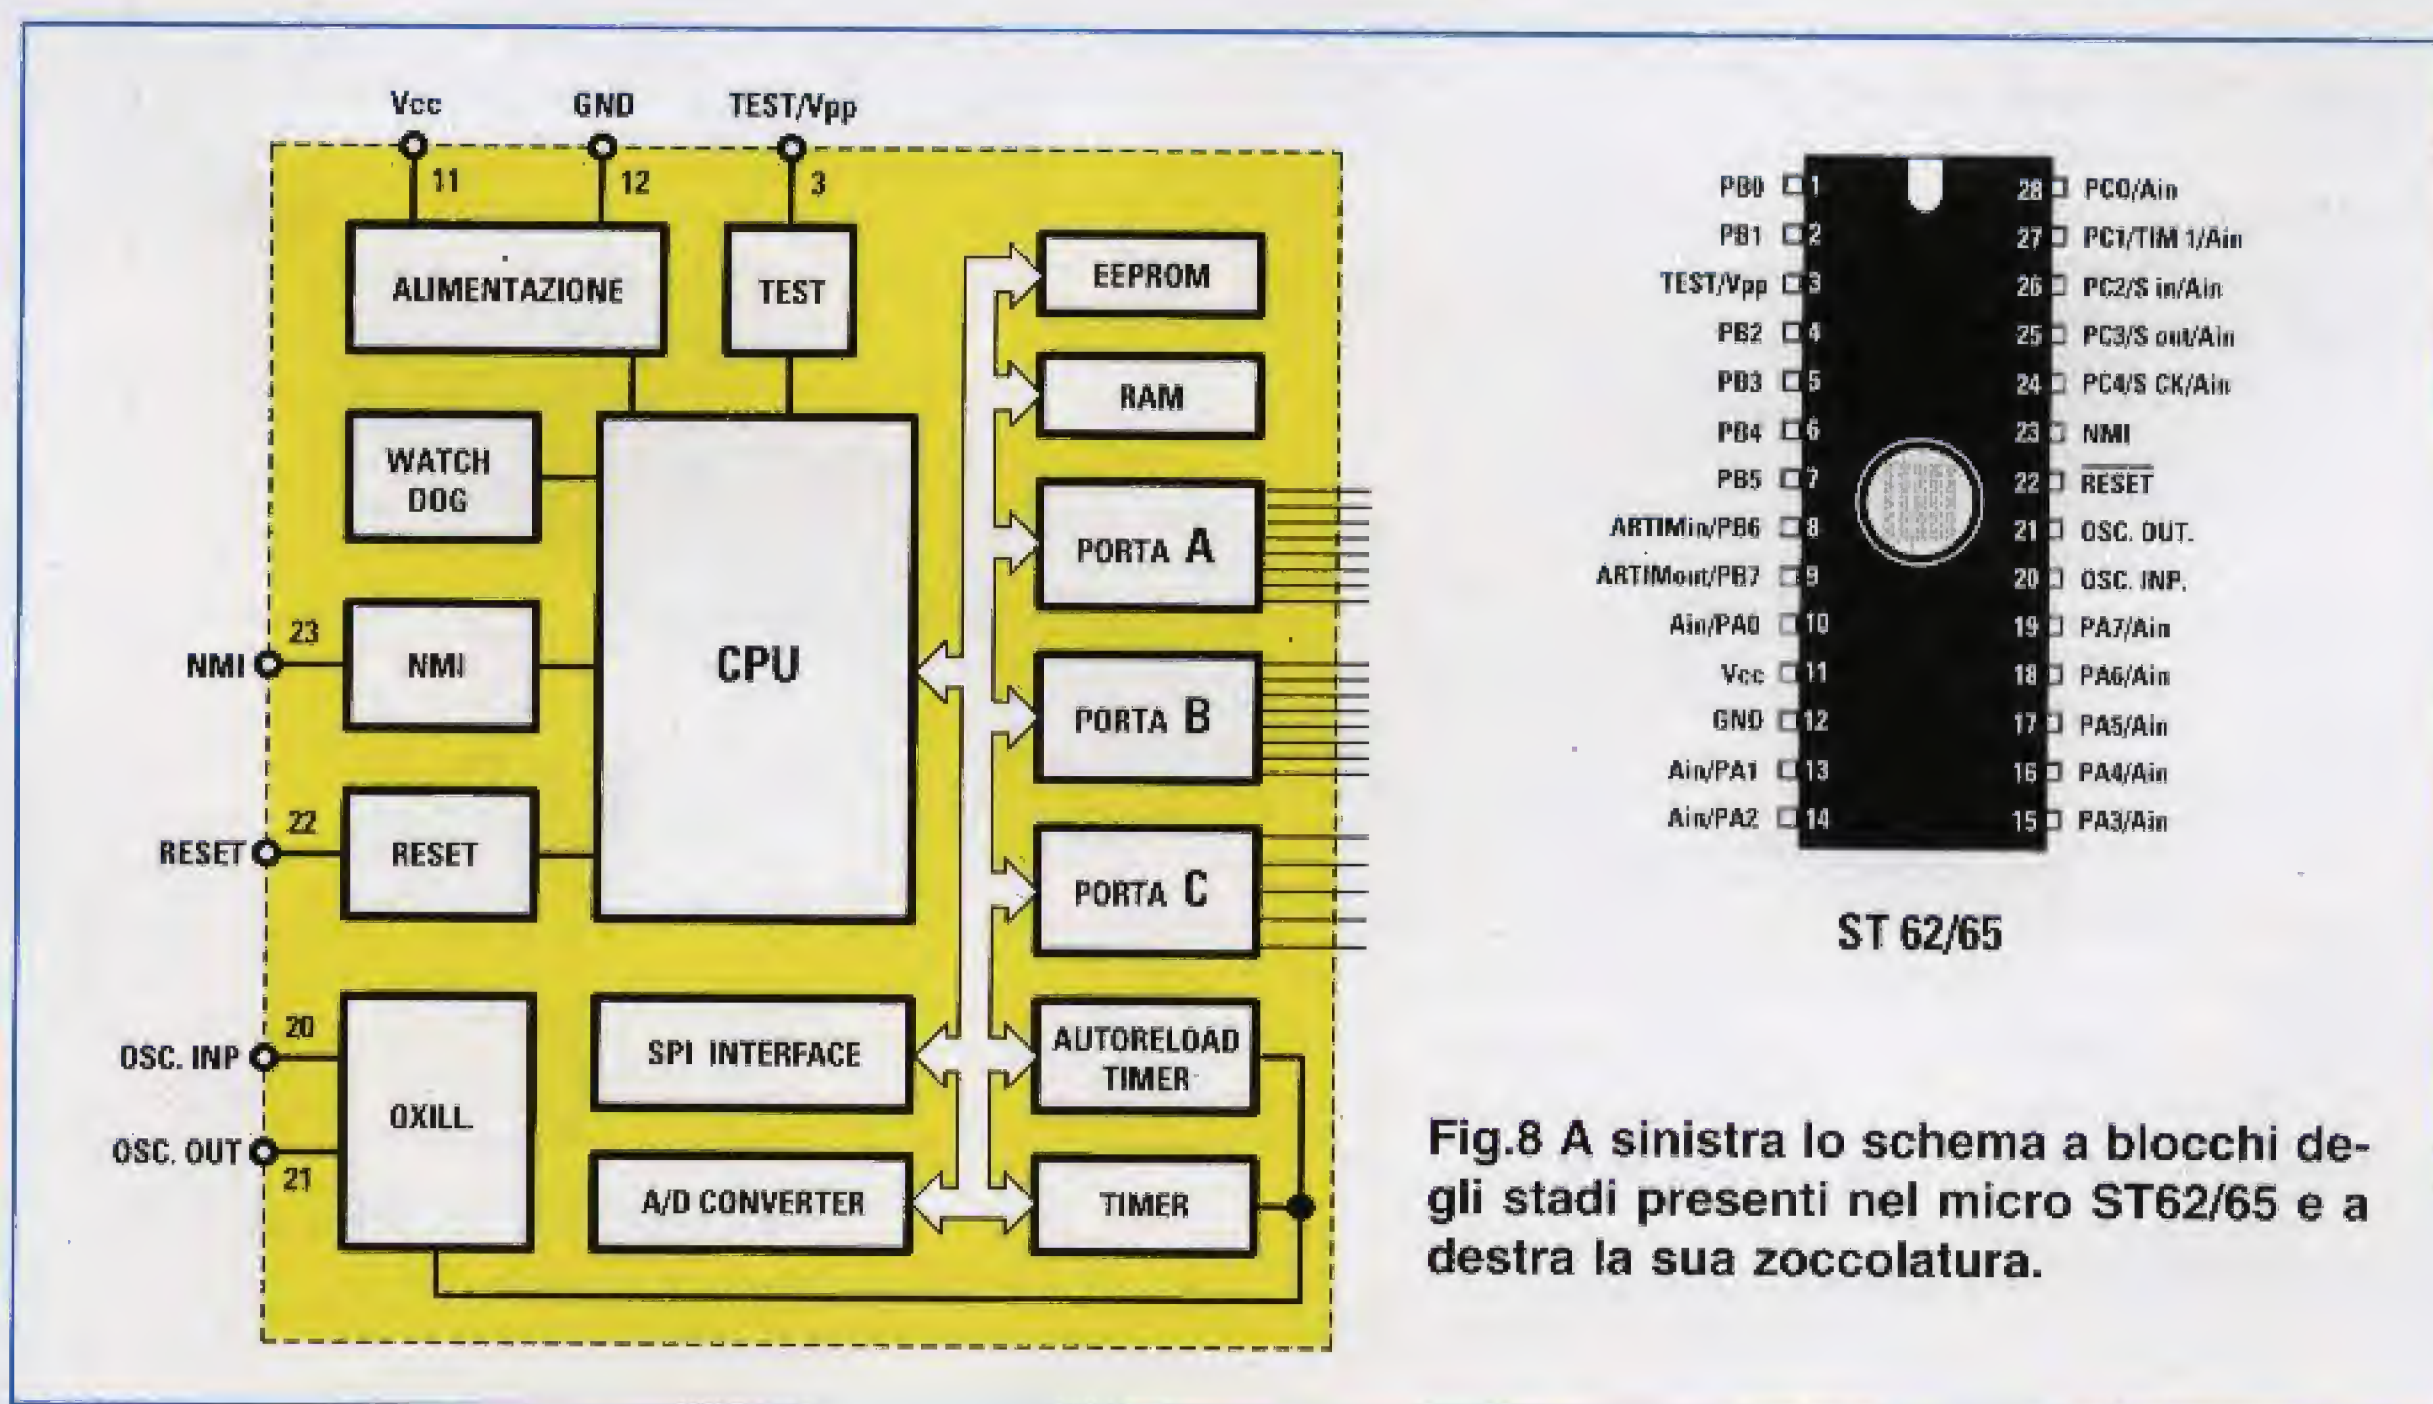 Vcc GND TEST/Vpp
11 12 3
ALIMENTAZIONE
TEST
EEPROM
RAM
WATCH
DOG
CPU
PORTA A
NMI
23
NMI
PORTA B
RESET
22
RESET
PORTA C
OSC. INP
20
OSC. OUT
21
OXILL.
SPI INTERFACE
AUTORELOAD
TIMER
A/D CONVERTER
TIMER
PB0 1 28 PC0/Ain
PB1 2 27 PC1/TIM 1/Ain
TEST/Vpp 3 26 PC2/S in/Ain
PB2 4 25 PC3/S out/Ain
PB3 5 24 PC4/S CK/Ain
PB4 6 23 NMI
PB5 7 22 RESET
ARTIMin/PB6 8 21 OSC. OUT.
ARTIMout/PB7 9 20 OSC. INP.
Ain/PA0 10 19 PA7/Ain
Vcc 11 18 PA6/Ain
GND 12 17 PA5/Ain
Ain/PA1 13 16 PA4/Ain
Ain/PA2 14 15 PA3/Ain
ST 62/65
Fig.8 A sinistra lo schema a blocchi de-
gli stadi presenti nel micro ST62/65 e a
destra la sua zoccolatura.